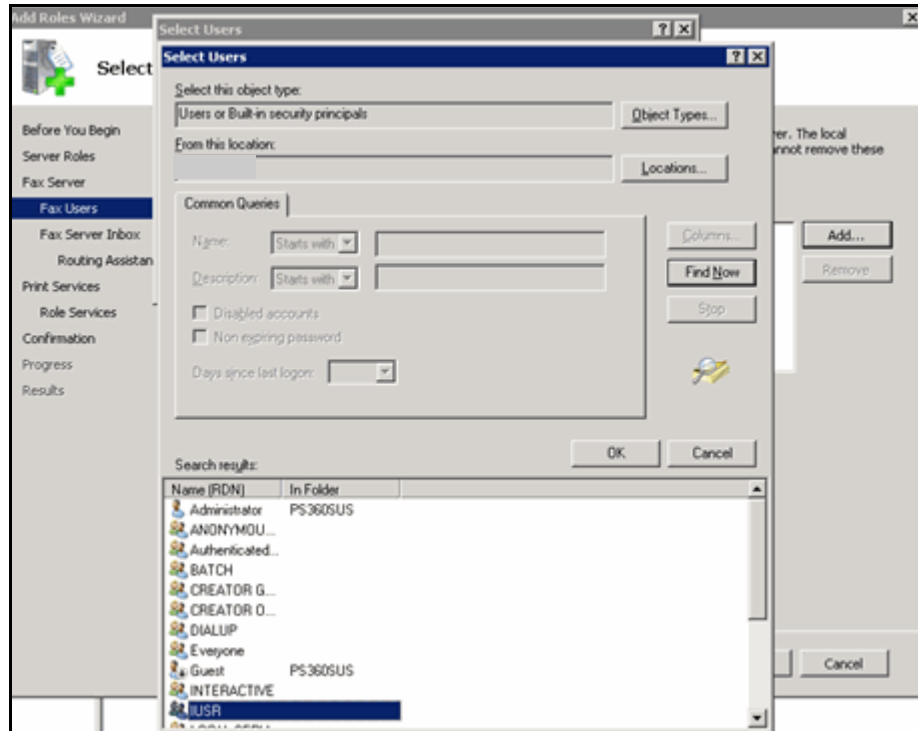 Add Roles Wizard
Select Users
Select Users
Select
Select this object type:
Users or Built-in security principals
Object Types...
From this location:
Locations...
Before You Begin
Server Roles
Fax Server
Fax Users
Fax Server Inbox
Routing Assistan
Print Services
Role Services
Confirmation
Progress
Results
ver. The local
annot remove these
Common Queries
Name:
Starts with
Description:
Starts with
Disabled accounts
Non expiring password
Days since last logon:
Columns...
Find Now
Stop
Add...
Remove
OK
Cancel
Search results:
Name (RDN) In Folder
Administrator PS360SUS
ANONYMOU...
Authenticated...
BATCH
CREATOR G...
CREATOR O...
DIALUP
Everyone
Guest PS360SUS
INTERACTIVE
IUSR
Cancel